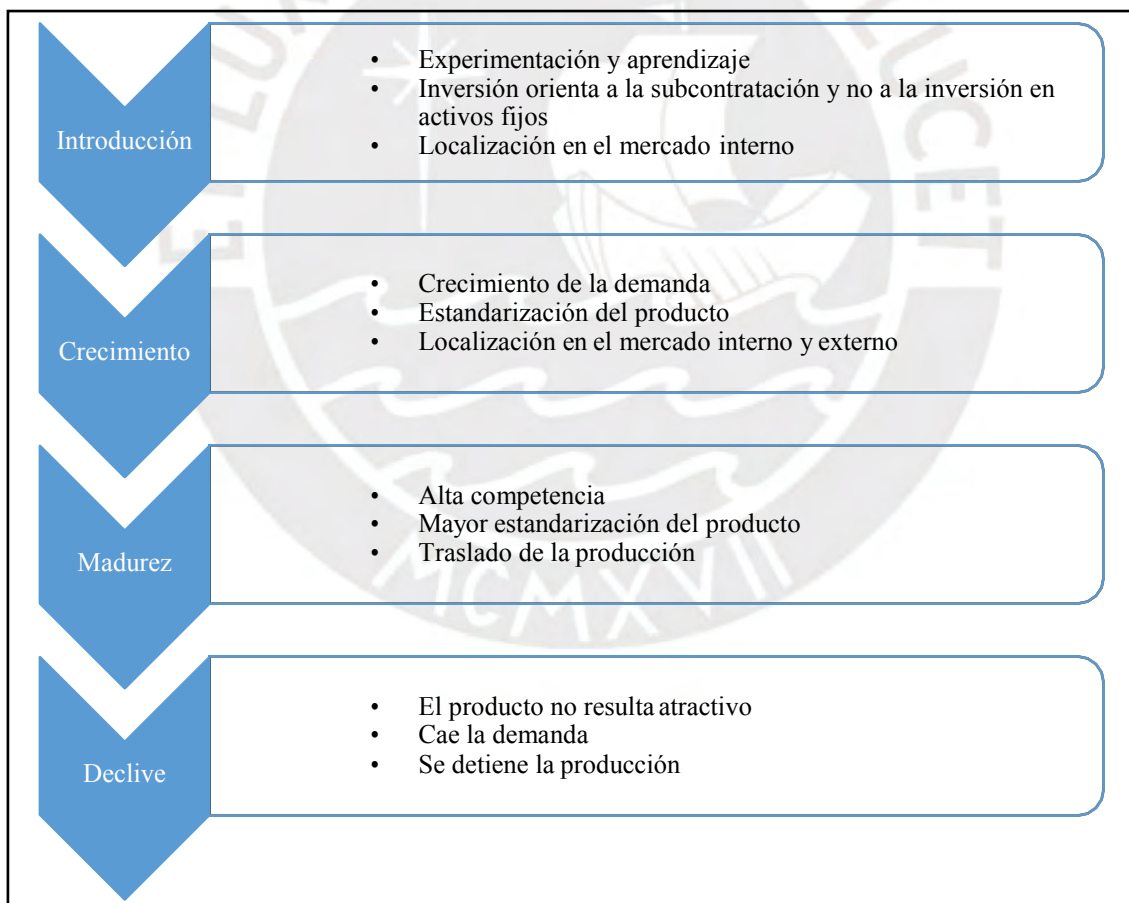 Introducción
• Experimentación y aprendizaje
• Inversión orienta a la subcontratación y no a la inversión en
activos fijos
• Localización en el mercado interno
Crecimiento
• Crecimiento de la demanda
• Estandarización del producto
• Localización en el mercado interno y externo
Madurez
• Alta competencia
• Mayor estandarización del producto
• Traslado de la producción
Declive
• El producto no resulta atractivo
• Cae la demanda
• Se detiene la producción
MCMXVII